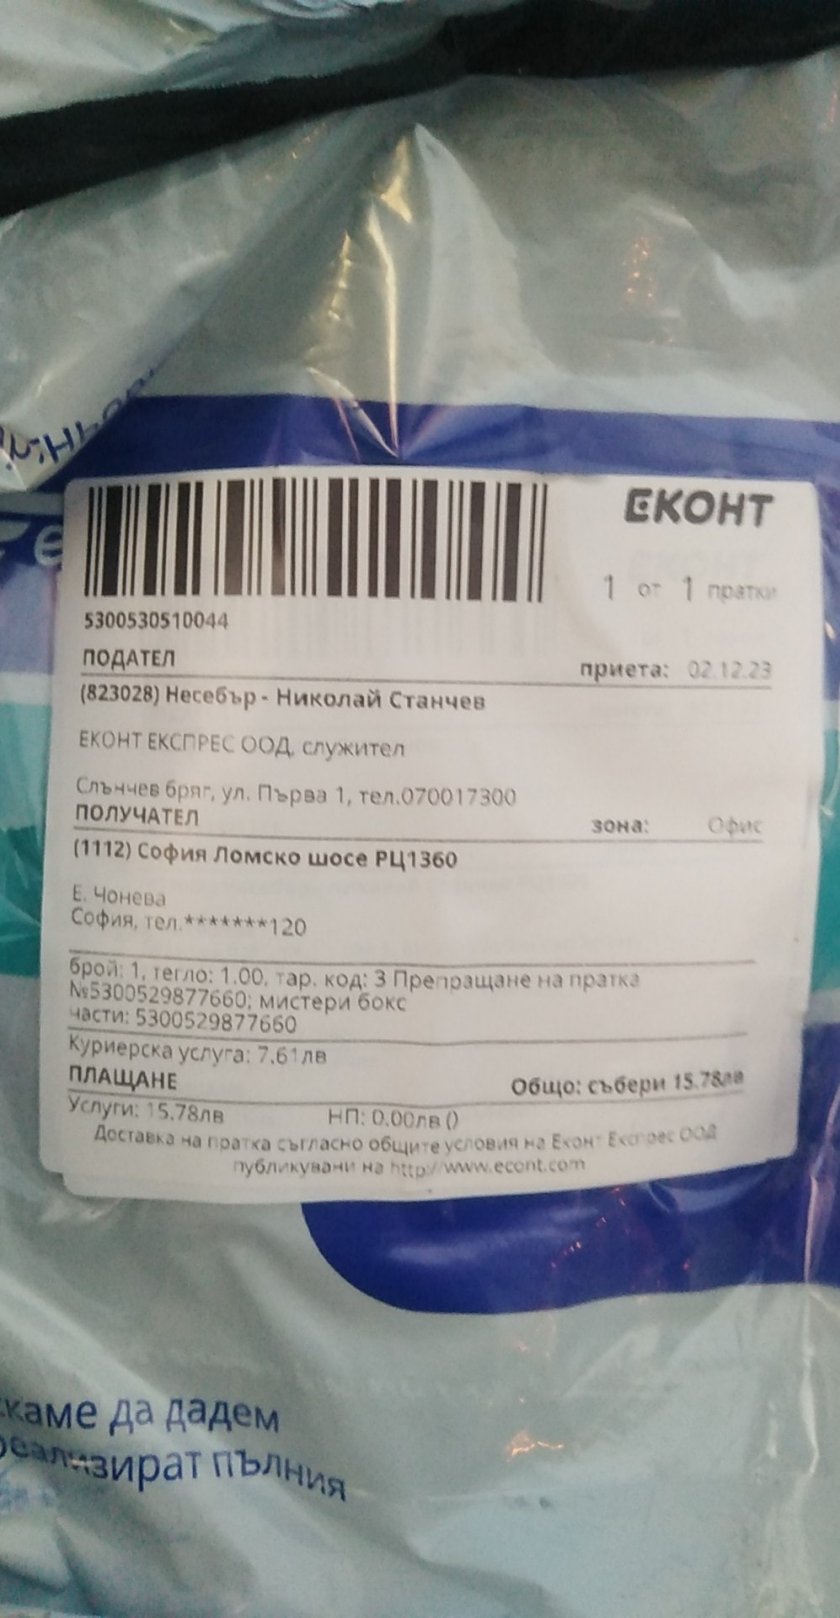 ЕКОНТ
1 от 1 пратки
5300530510044
ПОДАТЕЛ
приета: 02.12.23
(823028) Несебър - Николай Станчев
ЕКОНТ ЕКСПРЕС ООД, служител
Слънчев бряг, ул. Първа 1, тел.070017300
ПОЛУЧАТЕЛ
зона: Офис
(1112) София Ломско шосе РЦ1360
Е. Чонева
София, тел.*******120
брой: 1, тегло: 1.00, тар. код: 3 Препращане на пратка
№5300529877660; мистери бокс
части: 5300529877660
Куриерска услуга: 7.61лв
ПЛАЩАНЕ
Общо: събери 15.78лв
Услуги: 15.78лв НП: 0.00лв ()
Доставка на пратка съгласно общите условия на Еконт Експрес ООД
публикувани на http://www.econt.com
каме да дадем
реализират пълния